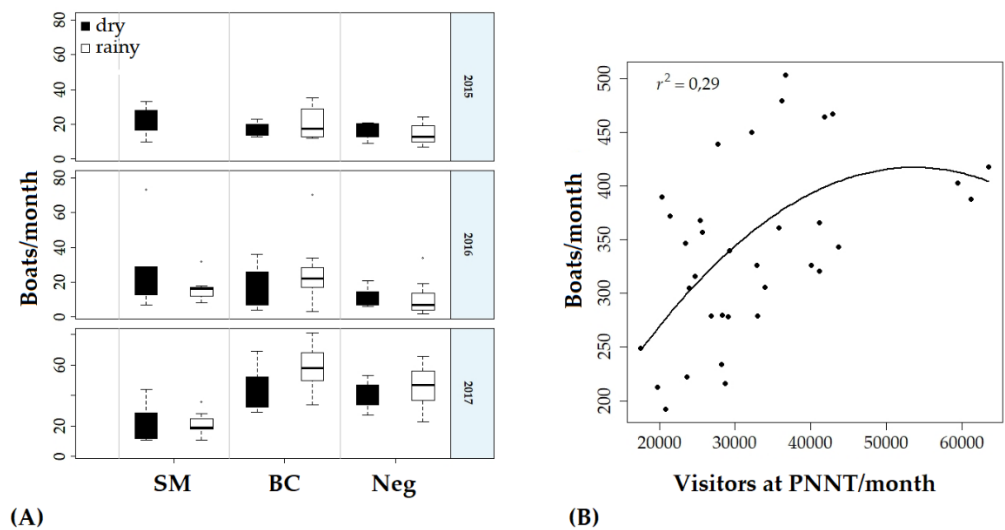 dry
rainy
80
60
40
20
0
2015
80
60
40
20
0
2016
60
20
0
2017
Boats/month
SM BC Neg
(A)
r² = 0,29
500
450
400
350
300
250
200
Boats/month
20000 30000 40000 50000 60000
Visitors at PNNT/month
(B)